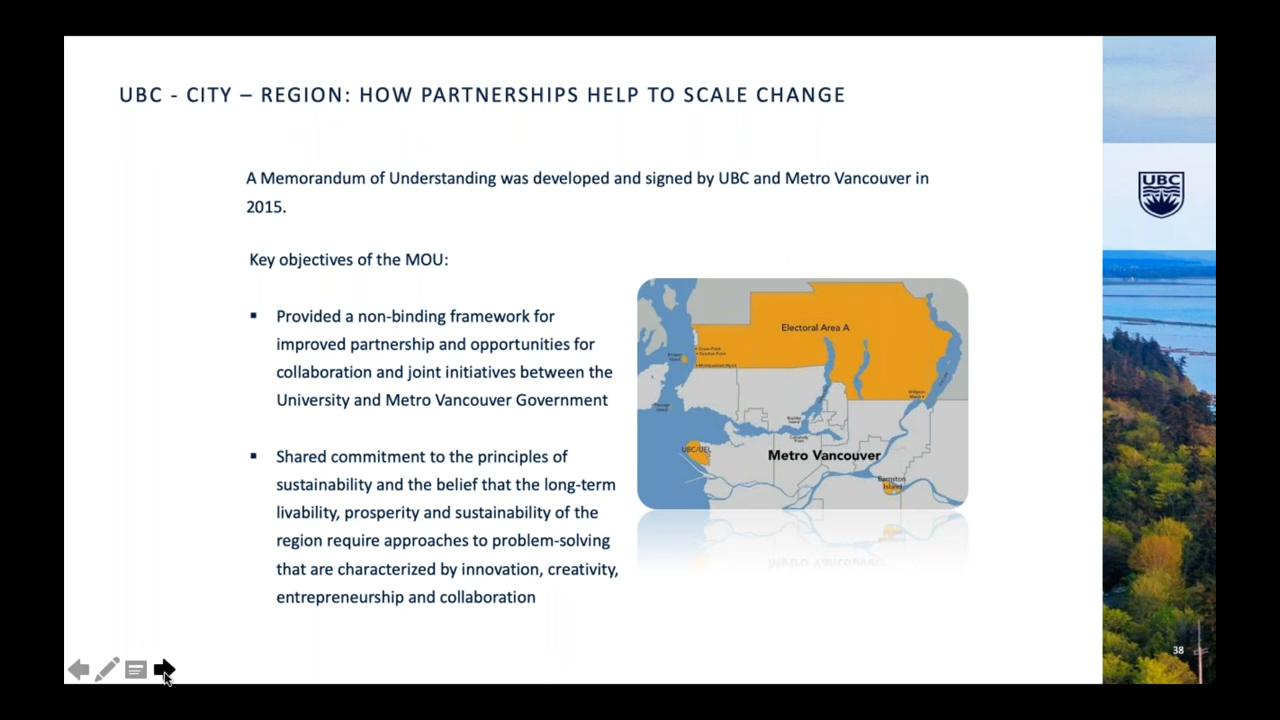 UBC - CITY – REGION: HOW PARTNERSHIPS HELP TO SCALE CHANGE
UBC
A Memorandum of Understanding was developed and signed by UBC and Metro Vancouver in
2015.
Key objectives of the MOU:
▪ Provided a non-binding framework for
improved partnership and opportunities for
collaboration and joint initiatives between the
University and Metro Vancouver Government
▪ Shared commitment to the principles of
sustainability and the belief that the long-term
livability, prosperity and sustainability of the
region require approaches to problem-solving
that are characterized by innovation, creativity,
entrepreneurship and collaboration
Electoral Area A
UBC/UEL
Metro Vancouver
Barnston
Island
38